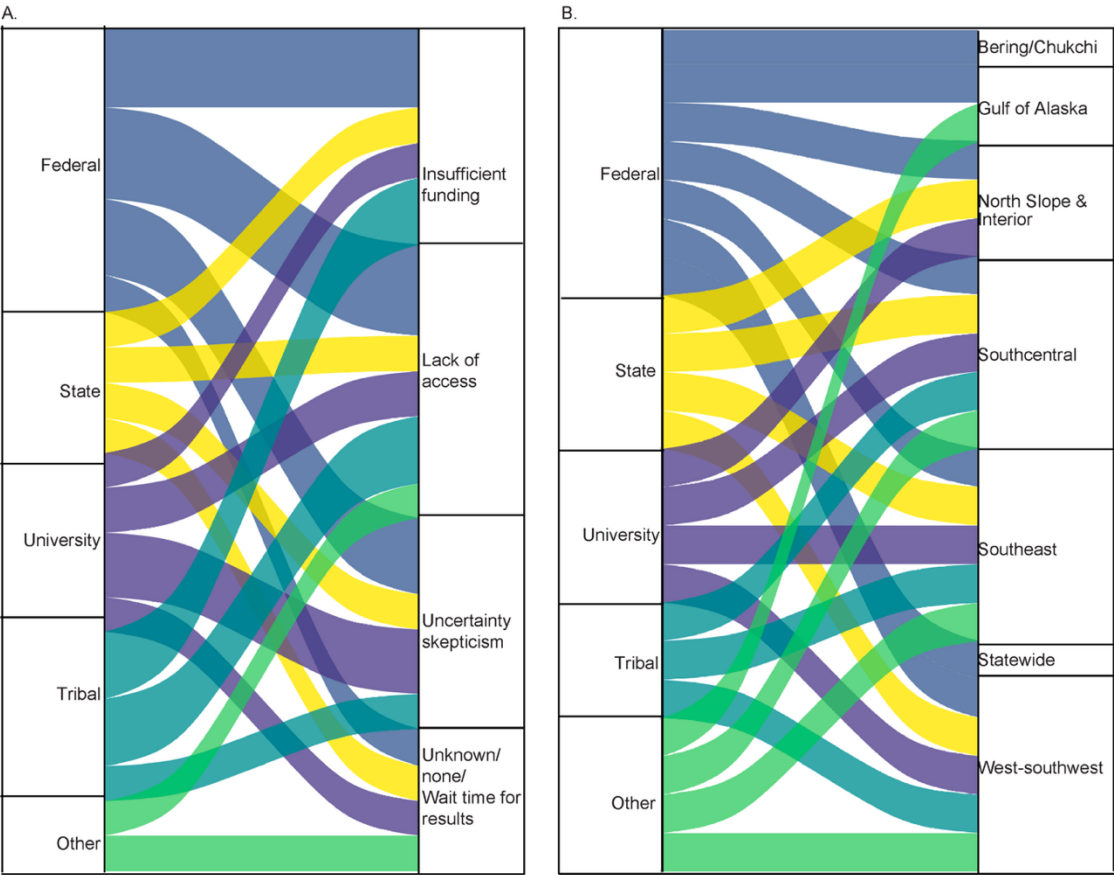 A.
Federal
State
University
Tribal
Other
Insufficient
funding
Lack of
access
Uncertainty
skepticism
Unknown/
none/
Wait time for
results
B.
Federal
State
University
Tribal
Other
Bering/Chukchi
Gulf of Alaska
North Slope &
Interior
Southcentral
Southeast
Statewide
West-southwest